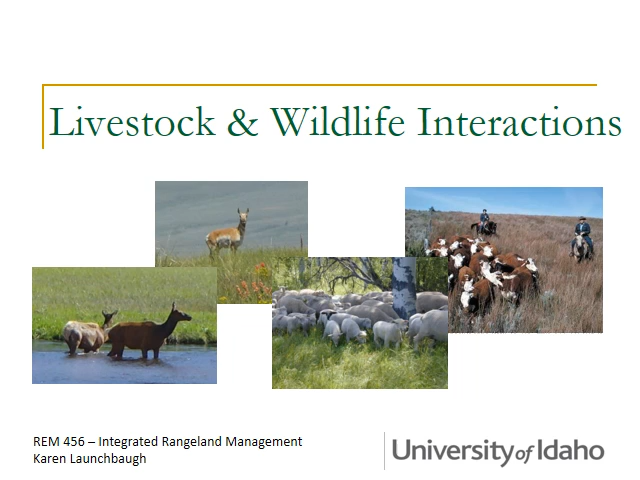 Livestock & Wildlife Interactions
REM 456 – Integrated Rangeland Management
Karen Launchbaugh
University of Idaho